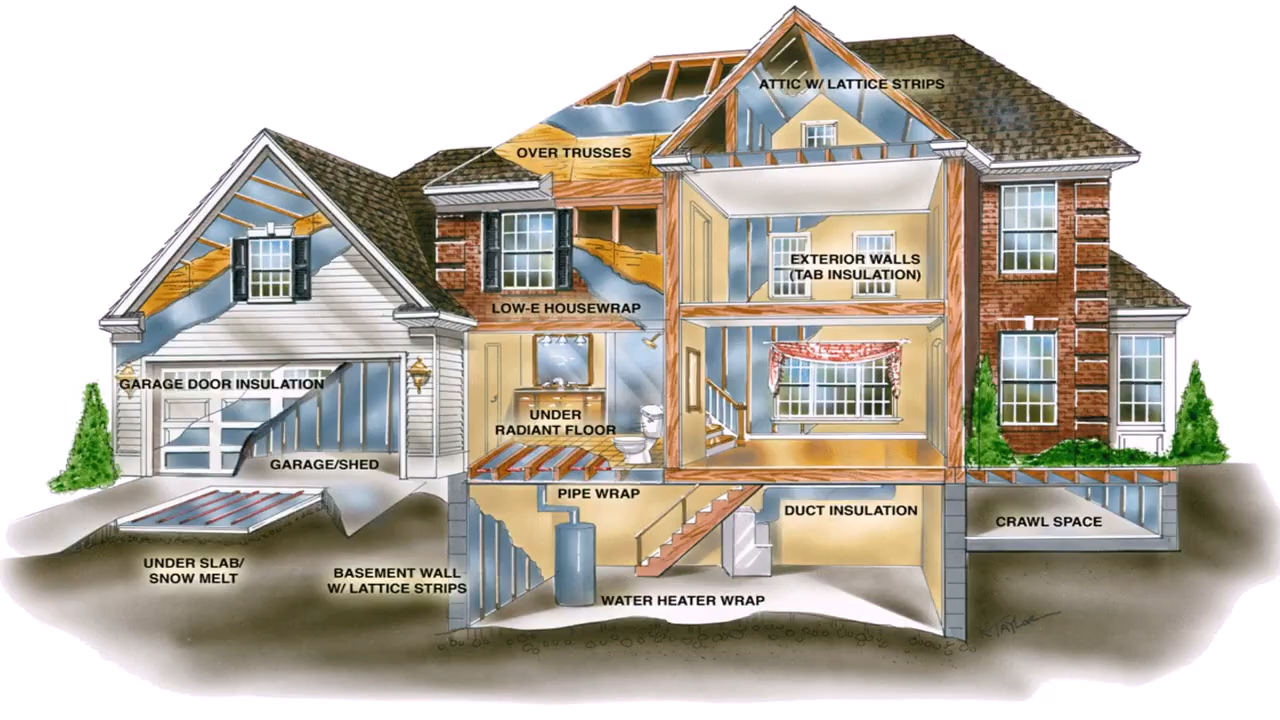 ATTIC W/ LATTICE STRIPS
OVER TRUSSES
EXTERIOR WALLS
(TAB INSULATION)
LOW-E HOUSEWRAP
GARAGE DOOR INSULATION
UNDER
RADIANT FLOOR
GARAGE/SHED
PIPE WRAP
DUCT INSULATION
CRAWL SPACE
UNDER SLAB/
SNOW MELT
BASEMENT WALL
W/ LATTICE STRIPS
WATER HEATER WRAP
K TAYLOR